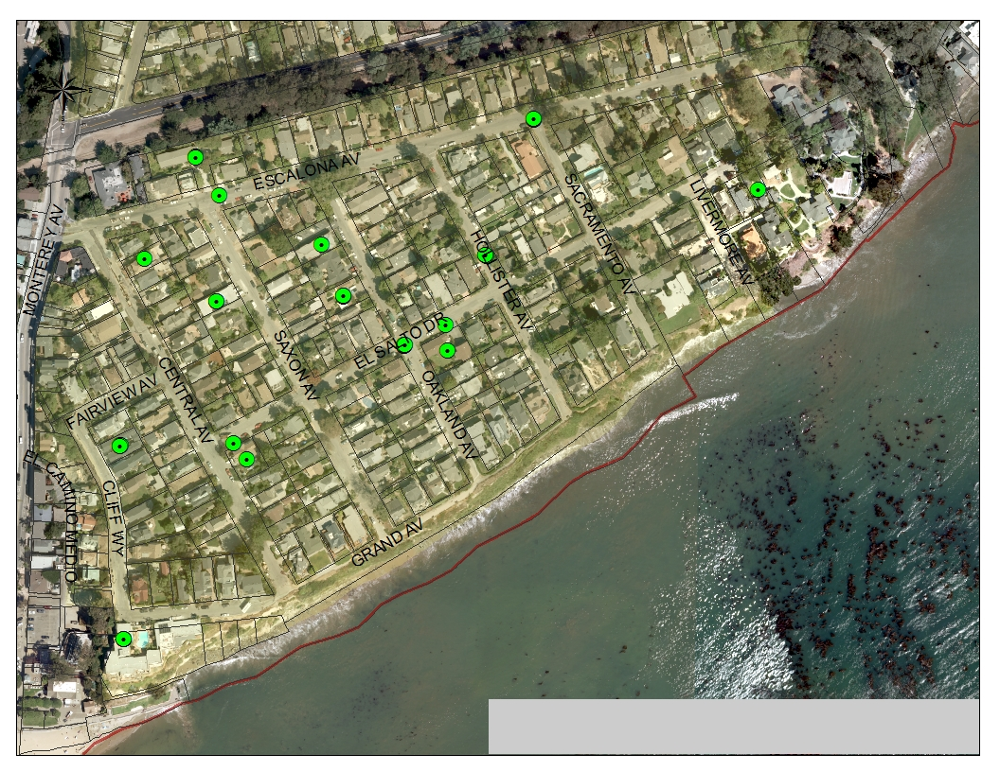 ESCALONA AV
MONTEREY AV
SACRAMENTO AV
LIVERMORE AV
HOLLISTER AV
EL SALTO DR
SAXON AV
CENTRAL AV
FAIRVIEW AV
OAKLAND AV
CAMINO MEDIO
CLIFF WY
GRAND AV